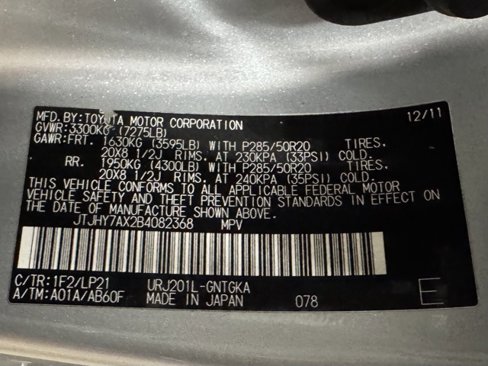 MFD.BY:TOYOTA MOTOR CORPORATION 12/11
GVWR:3300KG (7275LB)
GAWR:FRT. 1630KG (3595LB) WITH P285/50R20 TIRES.
20X8 1/2J RIMS. AT 230KPA (33PSI) COLD.
RR. 1950KG (4300LB) WITH P285/50R20 TIRES.
20X8 1/2J RIMS. AT 240KPA (35PSI) COLD.
THIS VEHICLE CONFORMS TO ALL APPLICABLE FEDERAL MOTOR
VEHICLE SAFETY AND THEFT PREVENTION STANDARDS IN EFFECT ON
THE DATE OF MANUFACTURE SHOWN ABOVE.
JTJHY7AX2B4082368 MPV
C/TR:1F2/LP21 URJ201L-GNTGKA
A/TM:A01A/AB60F MADE IN JAPAN 078 E